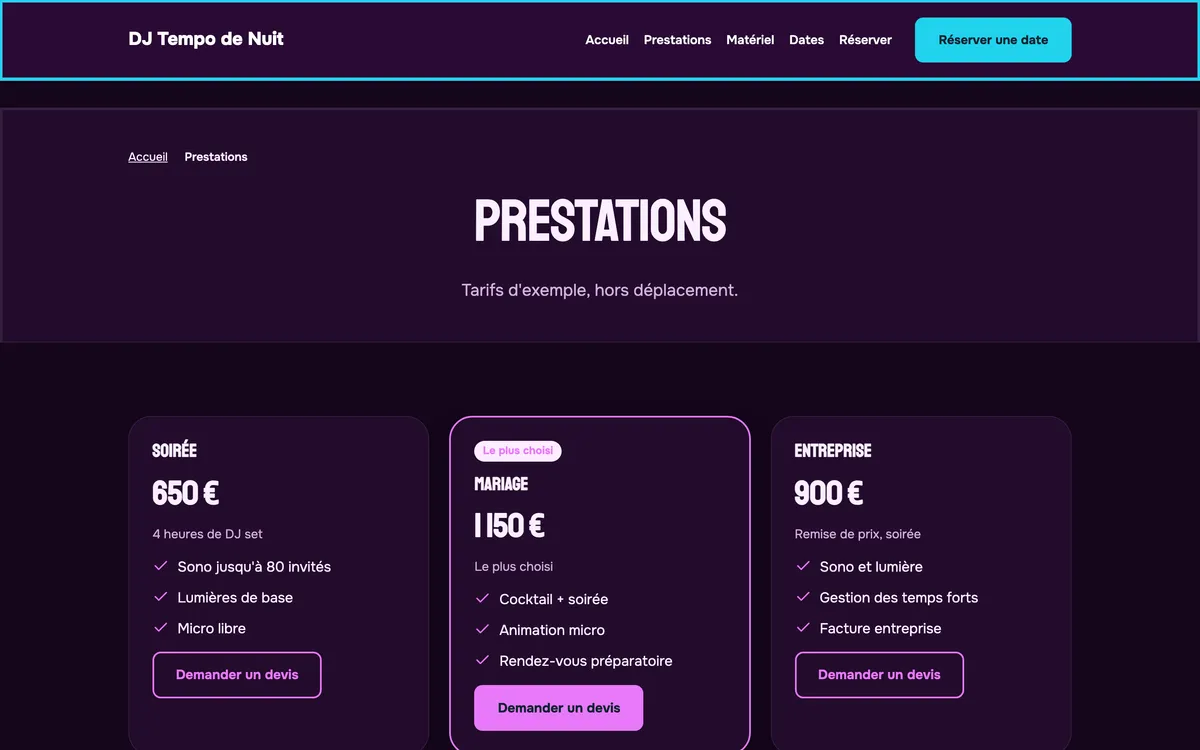 DJ Tempo de Nuit
Accueil Prestations Matériel Dates Réserver Réserver une date
Accueil Prestations
PRESTATIONS
Tarifs d'exemple, hors déplacement.
SOIRÉE
650 €
4 heures de DJ set
Sono jusqu'à 80 invités
Lumières de base
Micro libre
Demander un devis
Le plus choisi
MARIAGE
1 150 €
Le plus choisi
Cocktail + soirée
Animation micro
Rendez-vous préparatoire
Demander un devis
ENTREPRISE
900 €
Remise de prix, soirée
Sono et lumière
Gestion des temps forts
Facture entreprise
Demander un devis